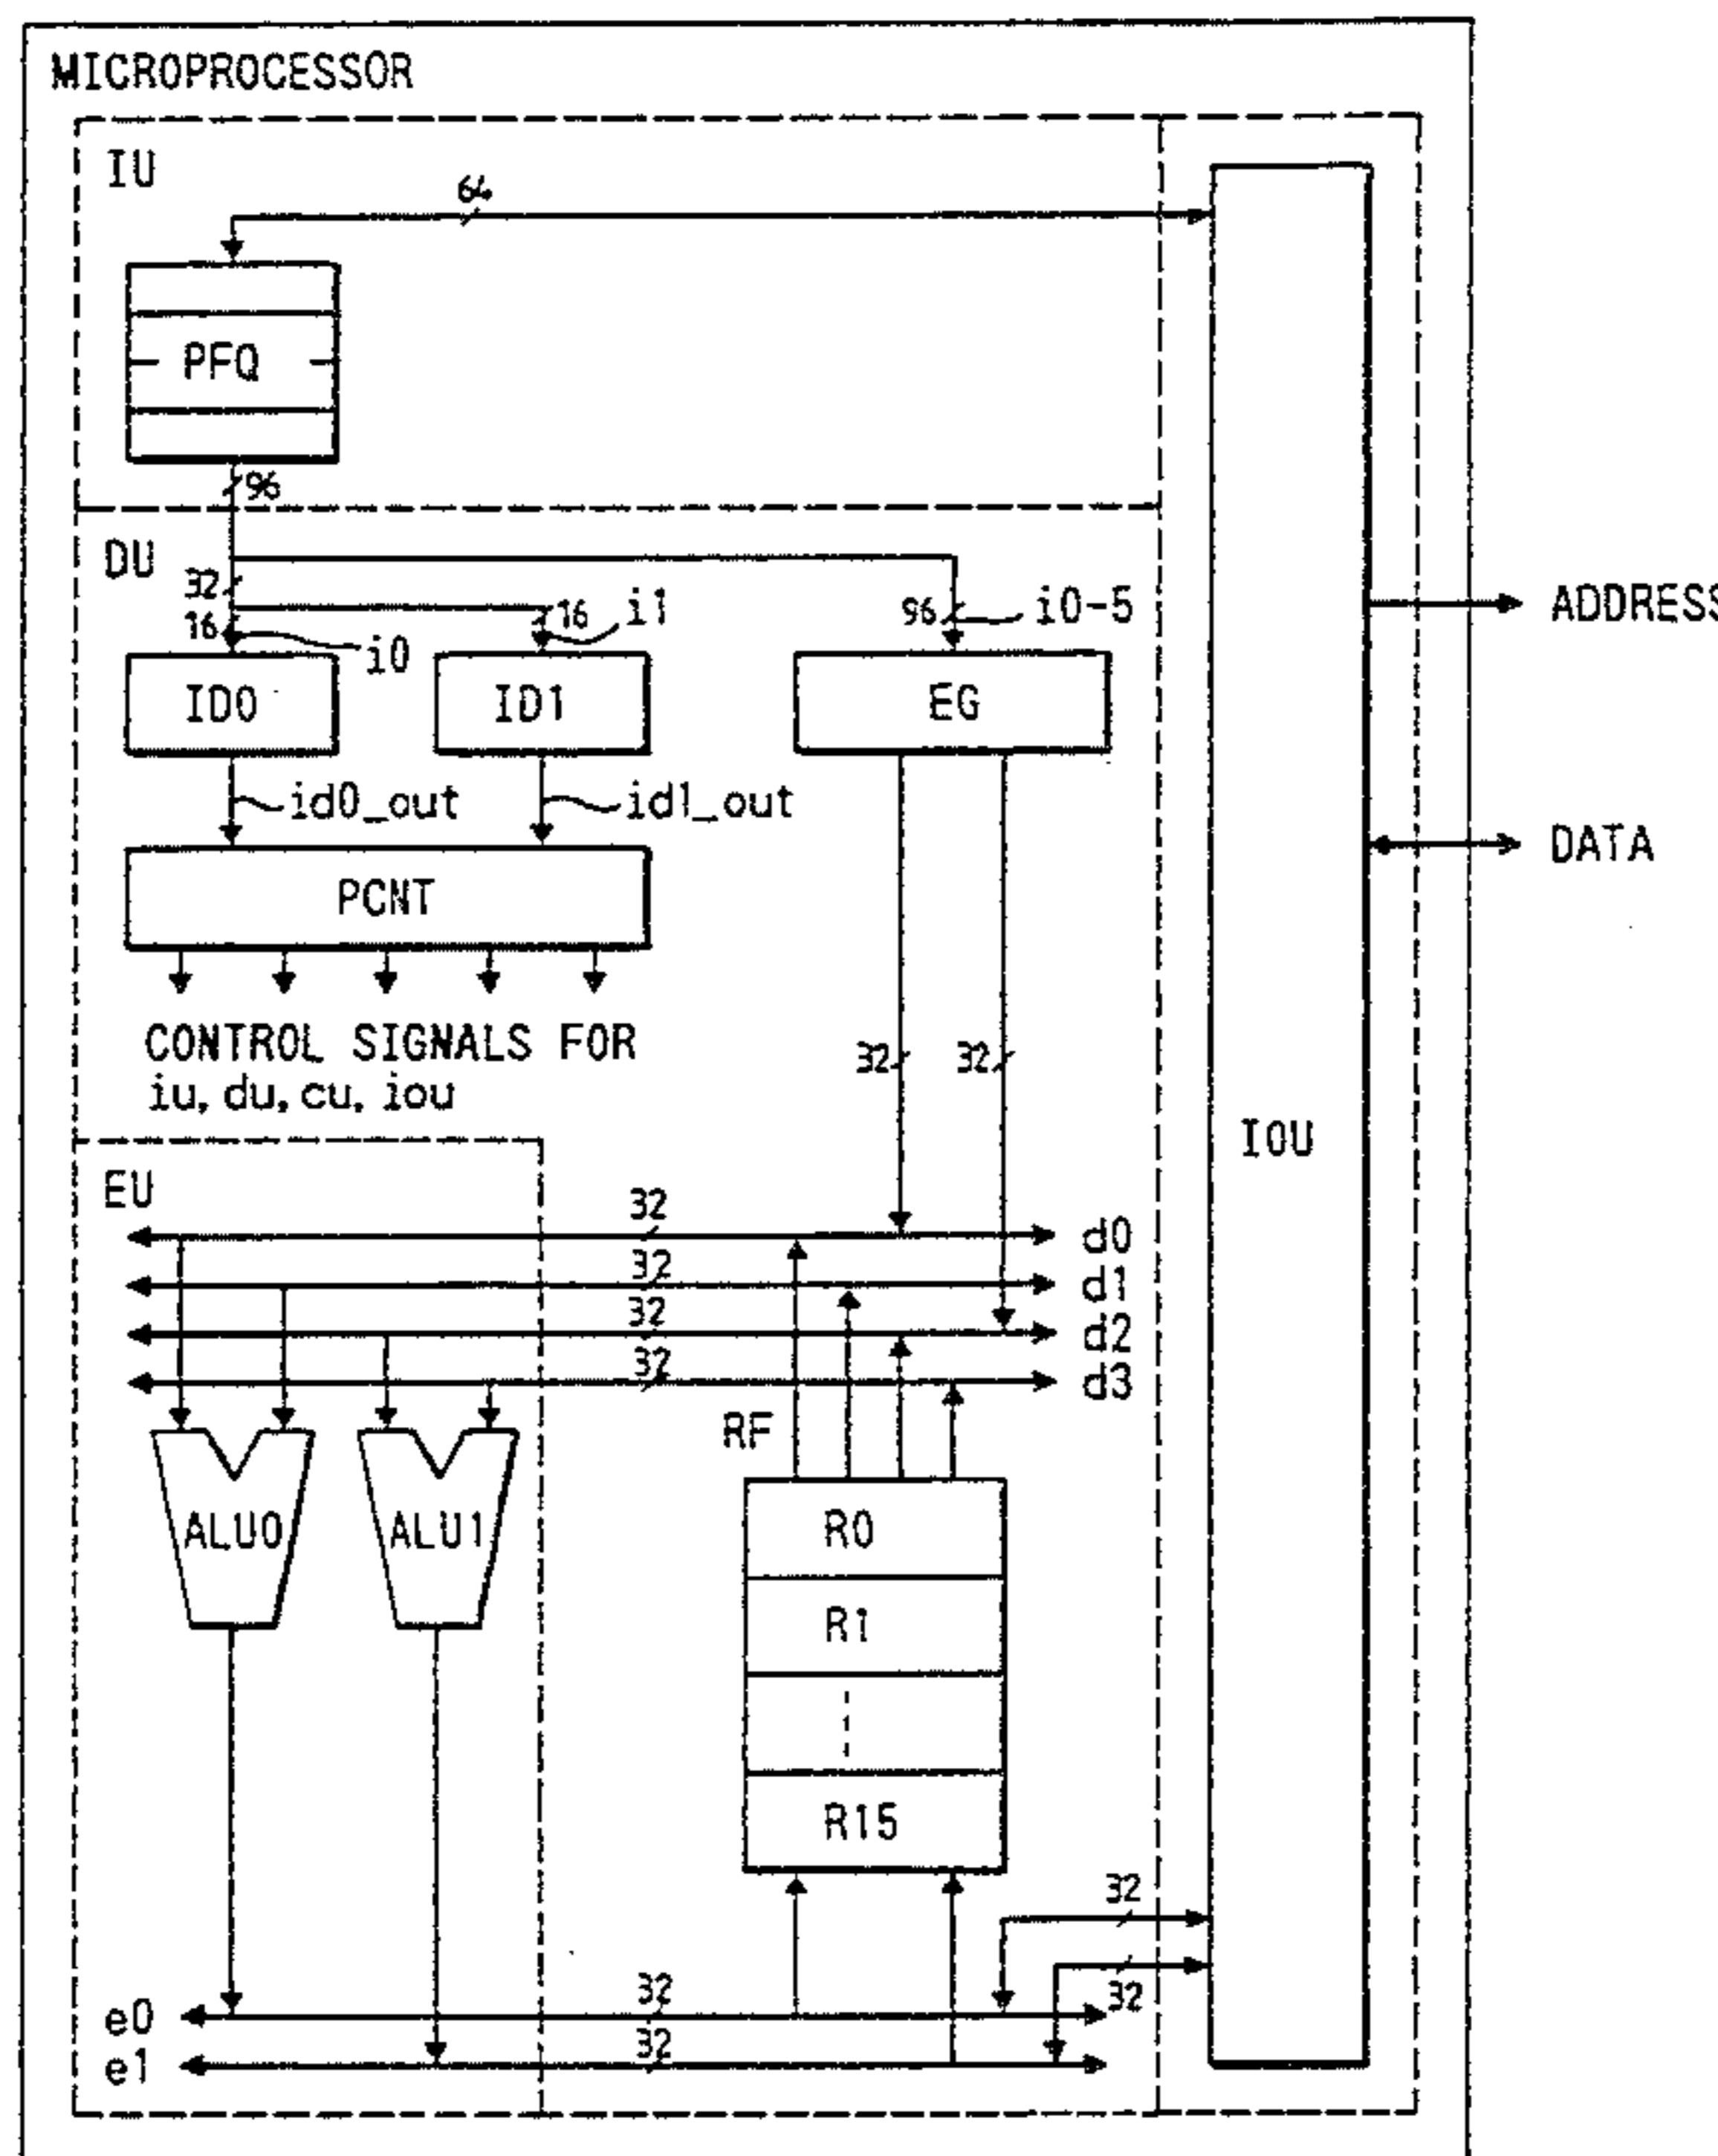 MICROPROCESSOR
IU
64
PFQ
96
DU
32
16
i0
16
i1
96
i0-5
ID0
ID1
EG
id0_out
id1_out
PCNT
CONTROL SIGNALS FOR
iu, du, cu, iou
32
32
IOU
ADDRESS
DATA
EU
32
d0
32
d1
32
d2
32
d3
RF
ALU0
ALU1
R0
R1
R15
32
32
e0
32
e1
32